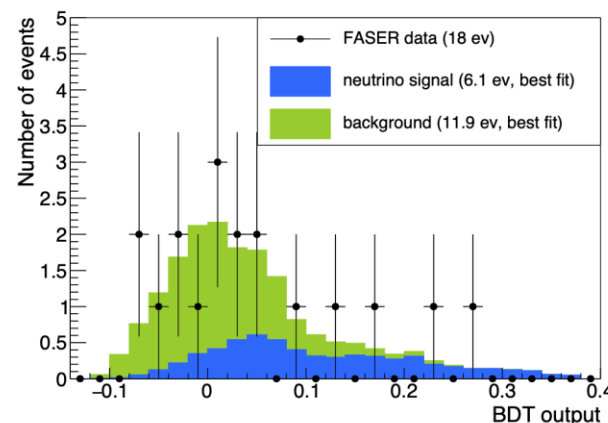 Number of events
5
4.5
4
3.5
3
2.5
2
1.5
1
0.5
0
FASER data (18 ev)
neutrino signal (6.1 ev, best fit)
background (11.9 ev, best fit)
−0.1 0 0.1 0.2 0.3 0.4
BDT output